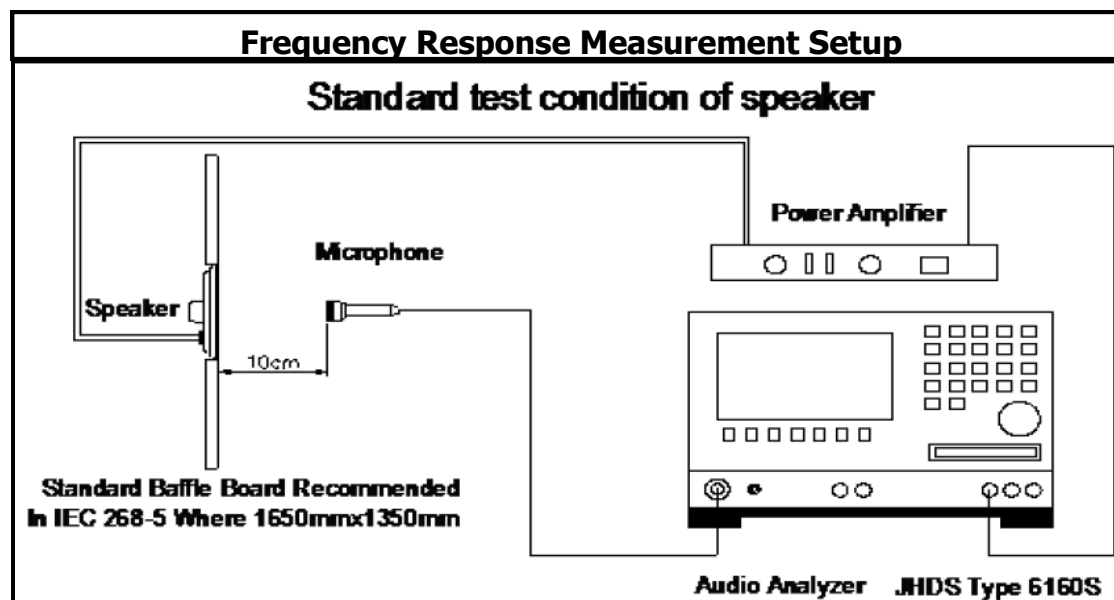 Frequency Response Measurement Setup
Standard test condition of speaker
Power Amplifier
Microphone
Speaker
10cm
Standard Baffle Board Recommended
In IEC 268-5 Where 1650mmx1350mm
Audio Analyzer JHDS Type 6160S